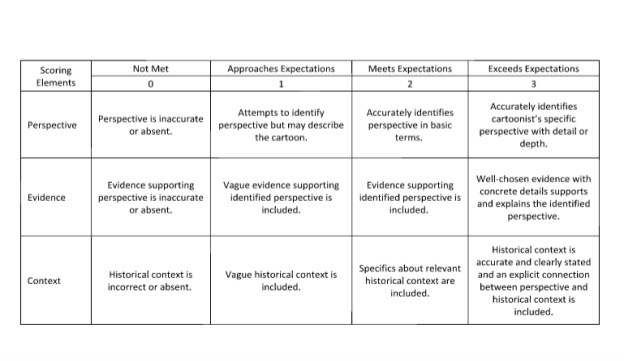 Scoring
Elements
Not Met
Approaches Expectations
Meets Expectations
Exceeds Expectations
0
1
2
3
Perspective
Perspective is inaccurate
or absent.
Attempts to identify
perspective but may describe
the cartoon.
Accurately identifies
perspective in basic
terms.
Accurately identifies
cartoonist's specific
perspective with detail or
depth.
Evidence
Evidence supporting
perspective is inaccurate
or absent.
Vague evidence supporting
identified perspective is
included.
Evidence supporting
identified perspective is
included.
Well-chosen evidence with
concrete details supports
and explains the identified
perspective.
Context
Historical context is
incorrect or absent.
Vague historical context is
included.
Specifics about relevant
historical context are
included.
Historical context is
accurate and clearly stated
and an explicit connection
between perspective and
historical context is
included.